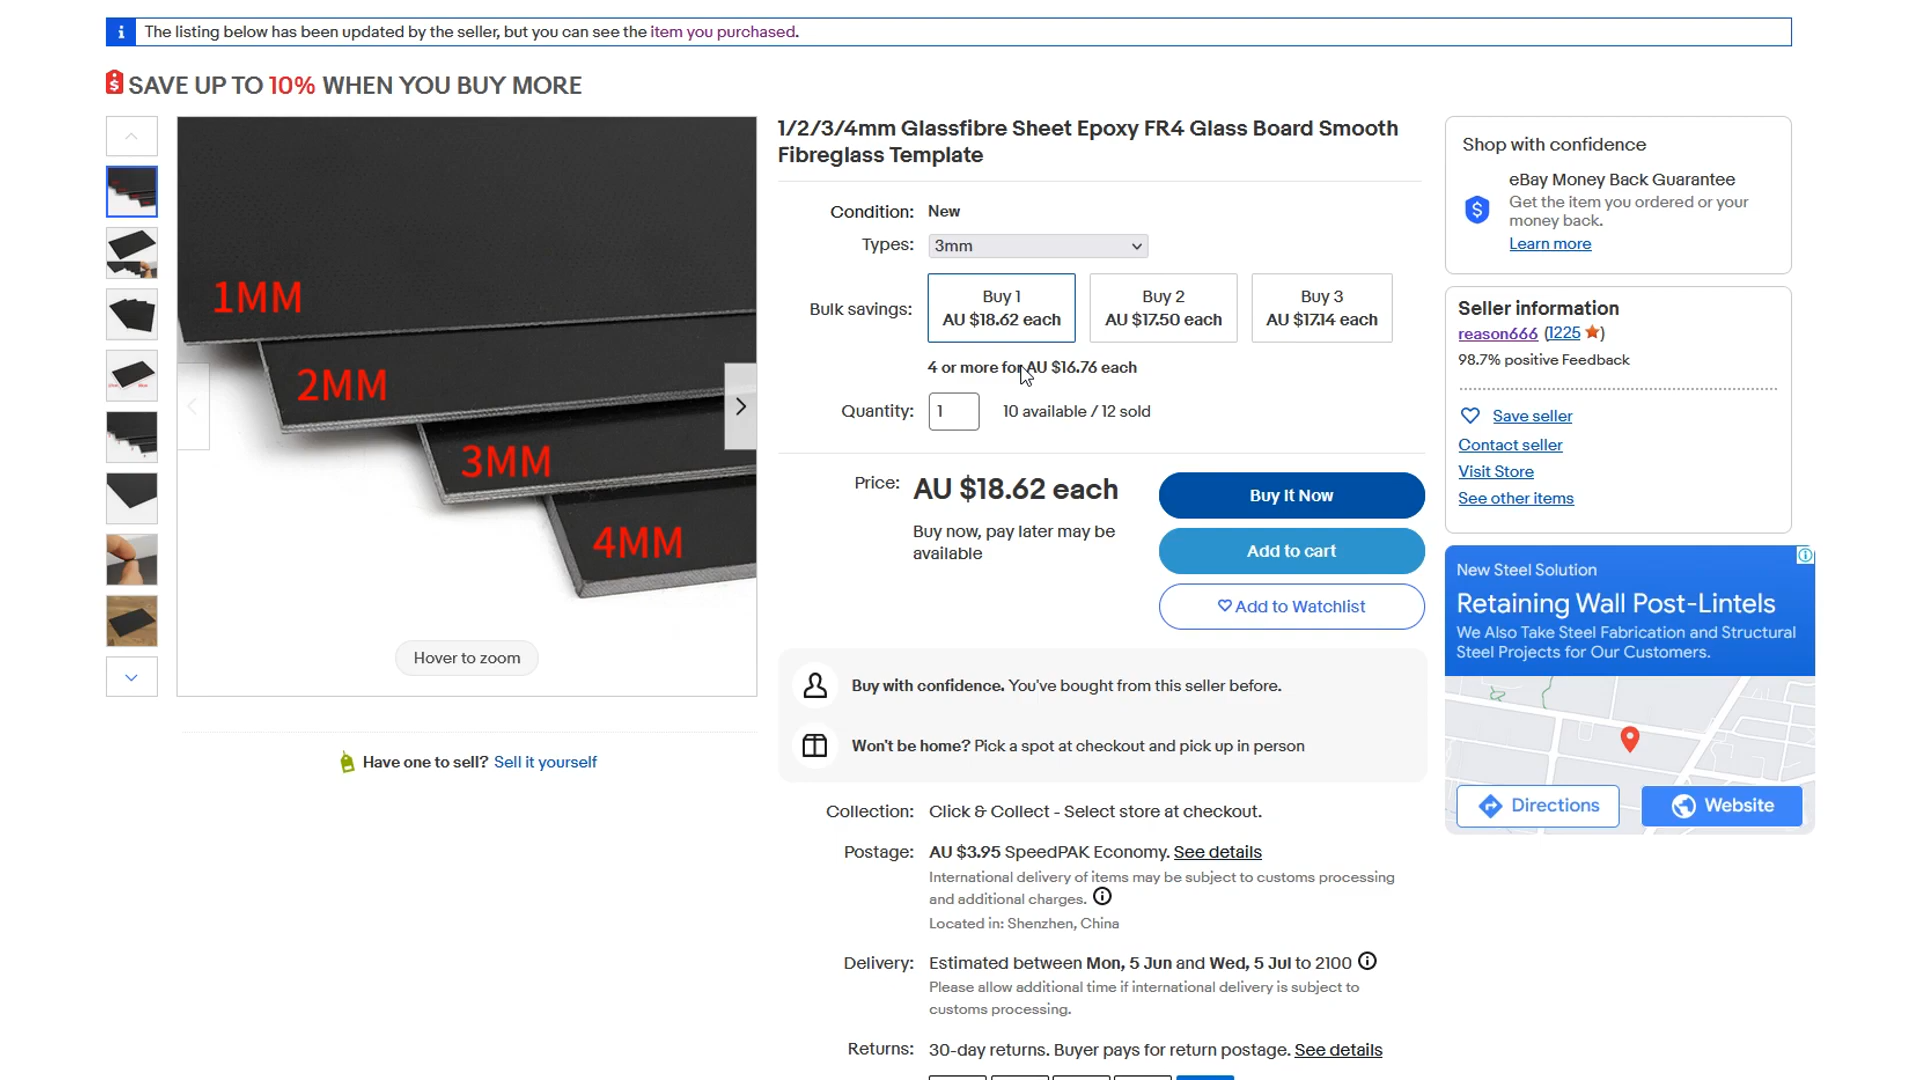 The listing below has been updated by the seller, but you can see the item you purchased.
SAVE UP TO 10% WHEN YOU BUY MORE
1MM
2MM
3MM
4MM
Hover to zoom
Have one to sell? Sell it yourself
1/2/3/4mm Glassfibre Sheet Epoxy FR4 Glass Board Smooth
Fibreglass Template
Condition: New
Types: 3mm
Bulk savings:
Buy 1
AU $18.62 each
Buy 2
AU $17.50 each
Buy 3
AU $17.14 each
4 or more for AU $16.76 each
Quantity: 1 10 available / 12 sold
Price: AU $18.62 each
Buy now, pay later may be
available
Buy It Now
Add to cart
Add to Watchlist
Buy with confidence. You've bought from this seller before.
Won't be home? Pick a spot at checkout and pick up in person
Collection: Click & Collect - Select store at checkout.
Postage: AU $3.95 SpeedPAK Economy. See details
International delivery of items may be subject to customs processing
and additional charges.
Located in: Shenzhen, China
Delivery: Estimated between Mon, 5 Jun and Wed, 5 Jul to 2100
Please allow additional time if international delivery is subject to
customs processing.
Returns: 30-day returns. Buyer pays for return postage. See details
Shop with confidence
eBay Money Back Guarantee
Get the item you ordered or your
money back.
Learn more
Seller information
reason666 (1225)
98.7% positive Feedback
Save seller
Contact seller
Visit Store
See other items
New Steel Solution
Retaining Wall Post-Lintels
We Also Take Steel Fabrication and Structural
Steel Projects for Our Customers.
Directions
Website